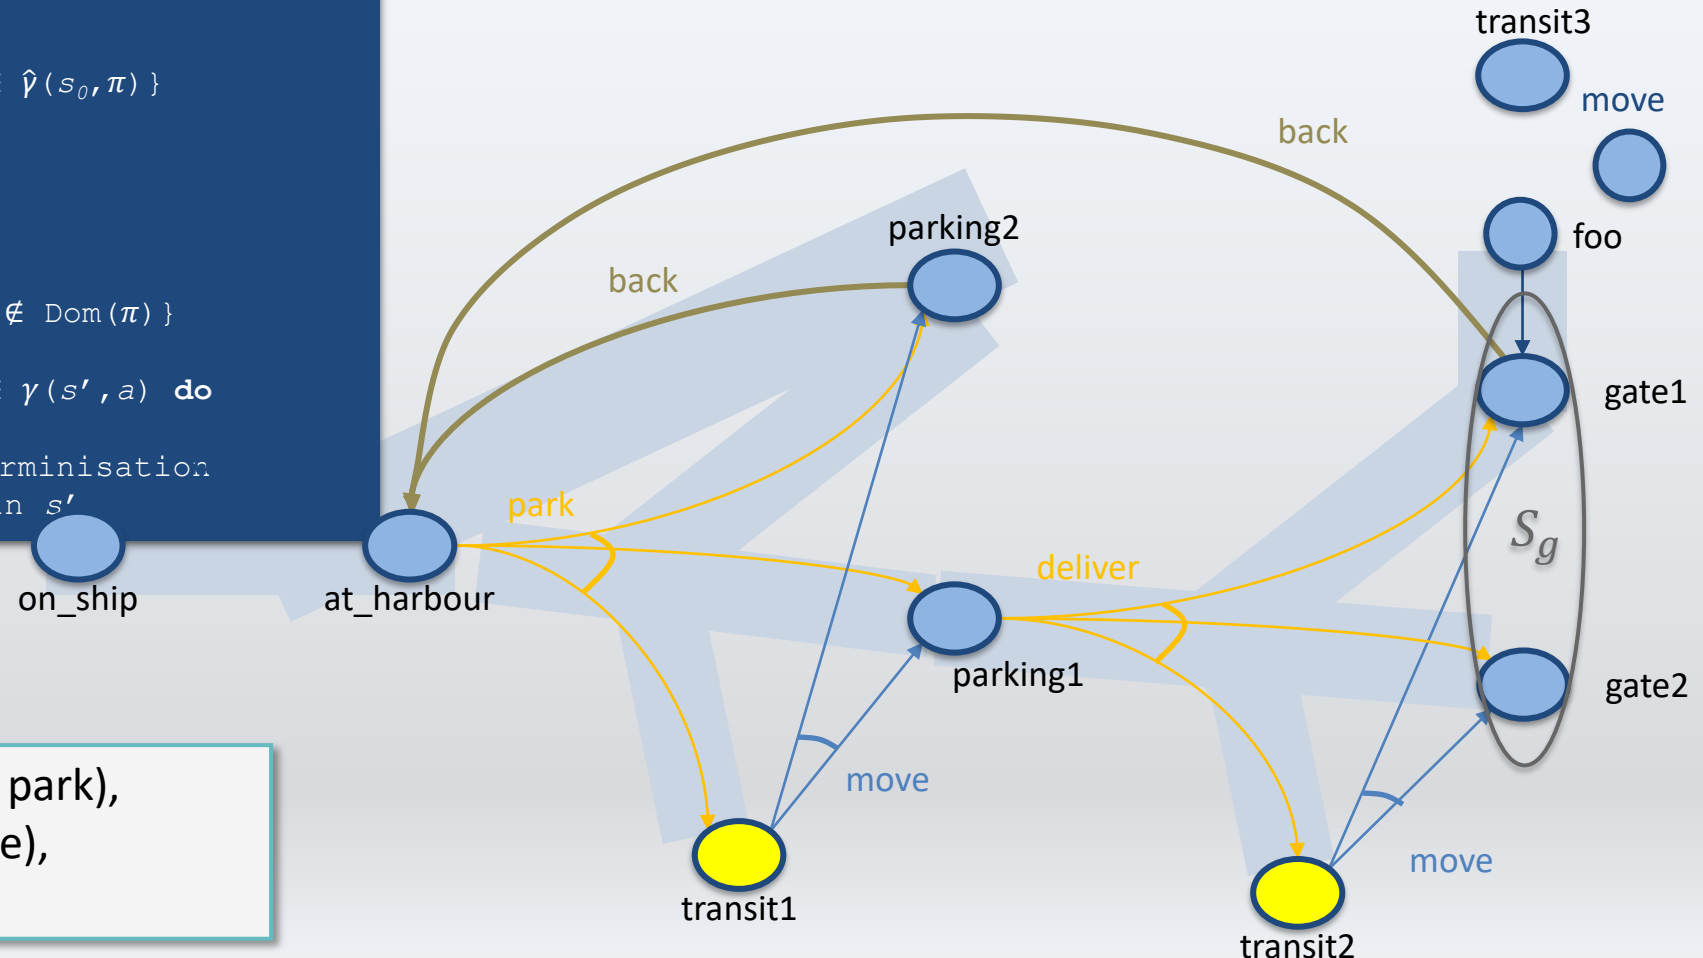 γ̂(s₀,π)}
∉ Dom(π)}
γ(s′,a) do
rminisation
n s′
transit3
move
back
foo
parking2
back
gate1
park
S_g
deliver
on_ship
at_harbour
parking1
gate2
park),
move
e),
move
transit1
transit2